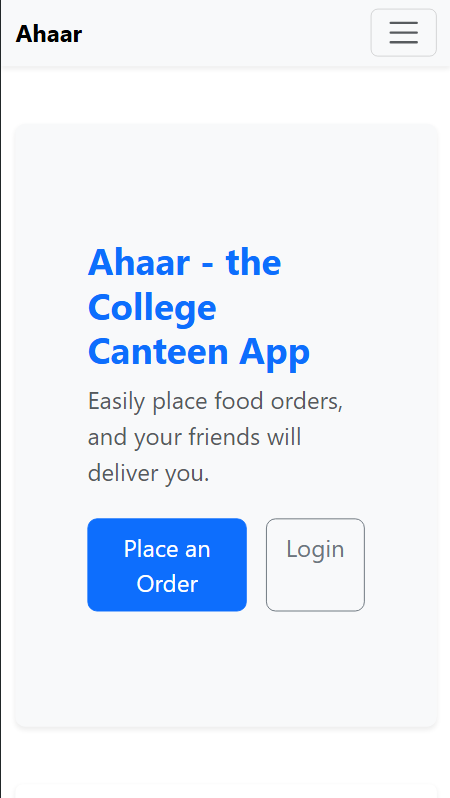 Ahaar
Ahaar - the
College
Canteen App
Easily place food orders,
and your friends will
deliver you.
Place an
Order
Login